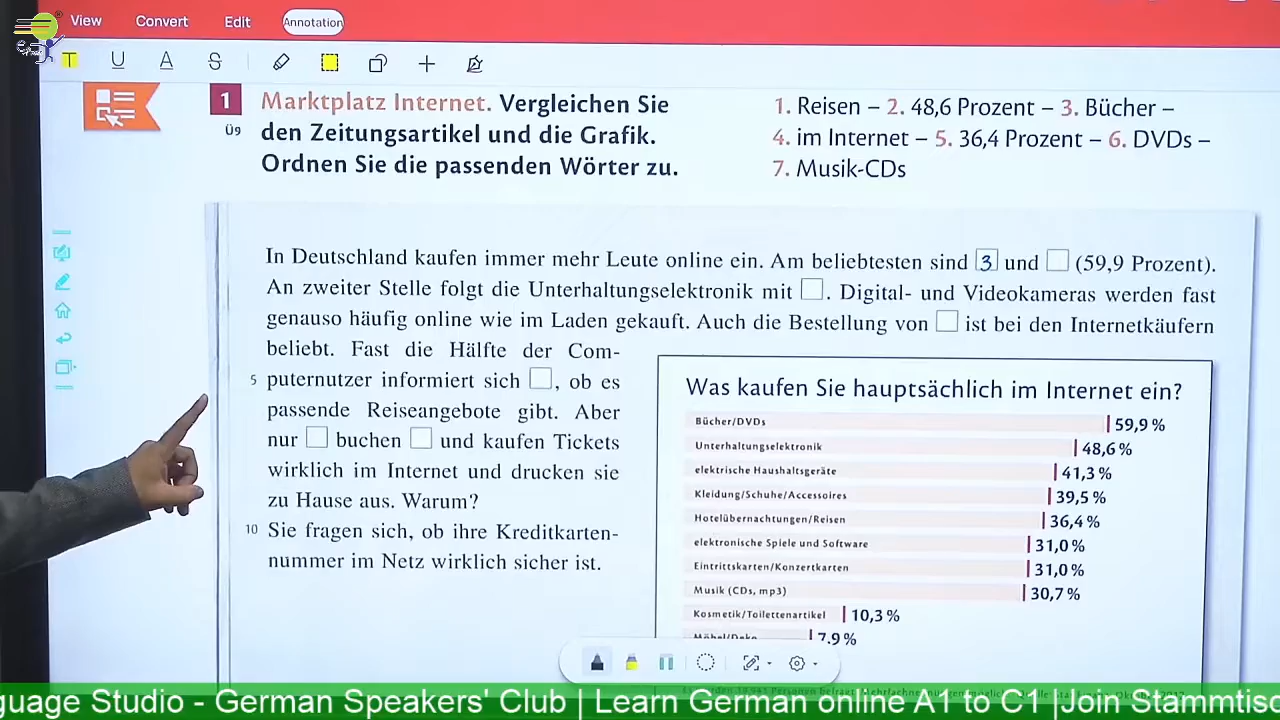 View Convert Edit Annotation
T U A S
1 Marktplatz Internet. Vergleichen Sie
Ü9 den Zeitungsartikel und die Grafik.
Ordnen Sie die passenden Wörter zu.
1. Reisen – 2. 48,6 Prozent – 3. Bücher –
4. im Internet – 5. 36,4 Prozent – 6. DVDs –
7. Musik-CDs
In Deutschland kaufen immer mehr Leute online ein. Am beliebtesten sind 3 und (59,9 Prozent).
An zweiter Stelle folgt die Unterhaltungselektronik mit . Digital- und Videokameras werden fast
genauso häufig online wie im Laden gekauft. Auch die Bestellung von ist bei den Internetkäufern
beliebt. Fast die Hälfte der Com-
5 puternutzer informiert sich , ob es
passende Reiseangebote gibt. Aber
nur buchen und kaufen Tickets
wirklich im Internet und drucken sie
zu Hause aus. Warum?
10 Sie fragen sich, ob ihre Kreditkarten-
nummer im Netz wirklich sicher ist.
Was kaufen Sie hauptsächlich im Internet ein?
Bücher/DVDs 59,9 %
Unterhaltungselektronik 48,6 %
elektrische Haushaltsgeräte 41,3 %
Kleidung/Schuhe/Accessoires 39,5 %
Hotelübernachtungen/Reisen 36,4 %
elektronische Spiele und Software 31,0 %
Eintrittskarten/Konzertkarten 31,0 %
Musik (CDs, mp3) 30,7 %
Kosmetik/Toilettenartikel 10,3 %
Möbel/Deko 7,9 %
guage Studio - German Speakers' Club | Learn German online A1 to C1 |Join Stammtisc